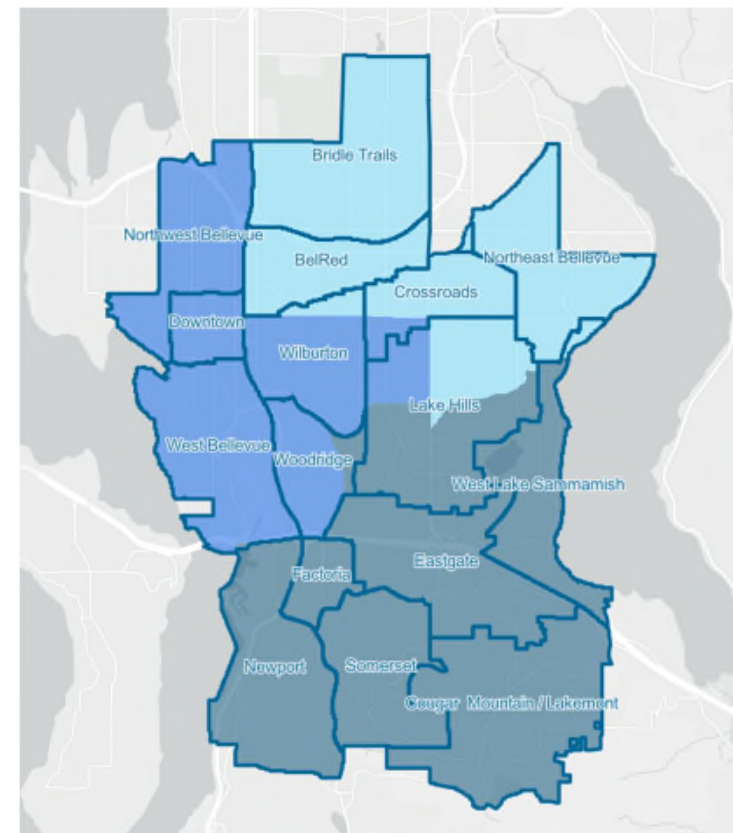 Bridle Trails
Northwest Bellevue
BelRed
Northeast Bellevue
Crossroads
Downtown
Wilburton
Lake Hills
West Bellevue
Woodridge
West Lake Sammamish
Eastgate
Factoria
Newport
Somerset
Cougar Mountain / Lakemont